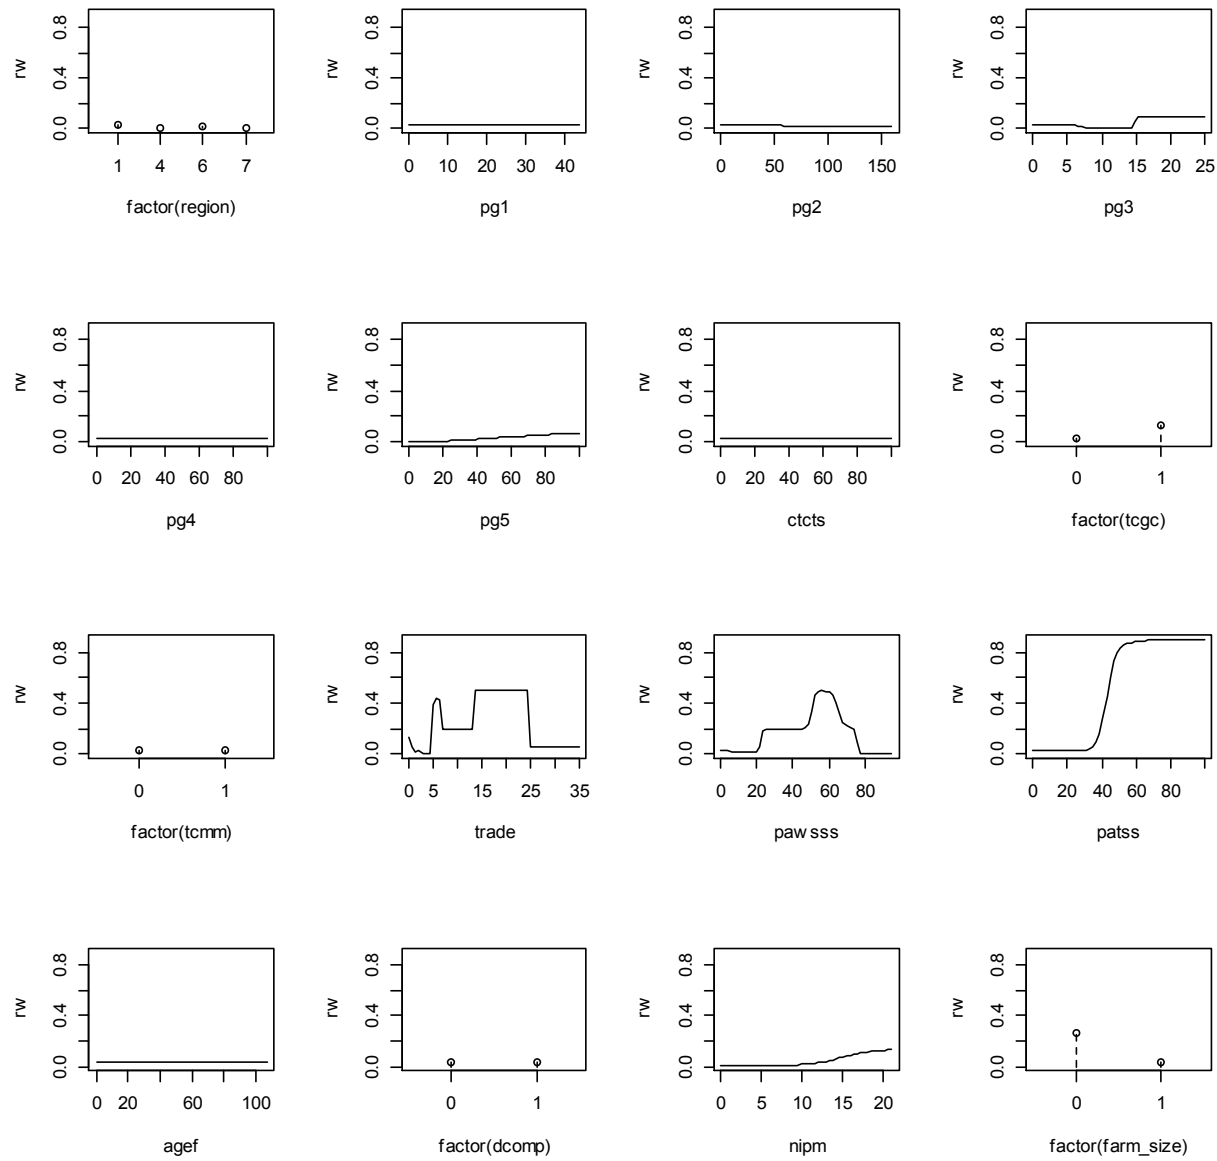 rw rw rw rw
0.8 0.8 0.8 0.8
0.4 0.4 0.4 0.4
0.0 0.0 0.0 0.0
1 4 6 7 0 10 20 30 40 0 50 100 150 0 5 10 15 20 25
factor(region) pg1 pg2 pg3
rw rw rw rw
0.8 0.8 0.8 0.8
0.4 0.4 0.4 0.4
0.0 0.0 0.0 0.0
0 20 40 60 80 0 20 40 60 80 0 20 40 60 80 0 1
pg4 pg5 ctcts factor(tcgc)
rw rw rw rw
0.8 0.8 0.8 0.8
0.4 0.4 0.4 0.4
0.0 0.0 0.0 0.0
0 1 0 5 15 25 35 0 20 40 60 80 0 20 40 60 80
factor(tcmm) trade paw sss patss
rw rw rw rw
0.8 0.8 0.8 0.8
0.4 0.4 0.4 0.4
0.0 0.0 0.0 0.0
0 20 60 100 0 1 0 5 10 15 20 0 1
agef factor(dcomp) nipm factor(farm_size)